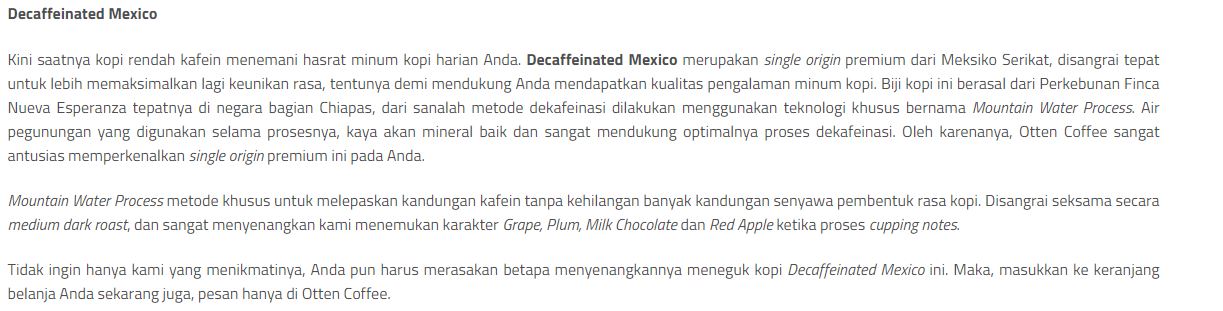 Decaffeinated Mexico
Kini saatnya kopi rendah kafein menemani hasrat minum kopi harian Anda. Decaffeinated Mexico merupakan single origin premium dari Meksiko Serikat, disangrai tepat
untuk lebih memaksimalkan lagi keunikan rasa, tentunya demi mendukung Anda mendapatkan kualitas pengalaman minum kopi. Biji kopi ini berasal dari Perkebunan Finca
Nueva Esperanza tepatnya di negara bagian Chiapas, dari sanalah metode dekafeinasi dilakukan menggunakan teknologi khusus bernama Mountain Water Process. Air
pegunungan yang digunakan selama prosesnya, kaya akan mineral baik dan sangat mendukung optimalnya proses dekafeinasi. Oleh karenanya, Otten Coffee sangat
antusias memperkenalkan single origin premium ini pada Anda.
Mountain Water Process metode khusus untuk melepaskan kandungan kafein tanpa kehilangan banyak kandungan senyawa pembentuk rasa kopi. Disangrai seksama secara
medium dark roast, dan sangat menyenangkan kami menemukan karakter Grape, Plum, Milk Chocolate dan Red Apple ketika proses cupping notes.
Tidak ingin hanya kami yang menikmatinya, Anda pun harus merasakan betapa menyenangkannya meneguk kopi Decaffeinated Mexico ini. Maka, masukkan ke keranjang
belanja Anda sekarang juga, pesan hanya di Otten Coffee.